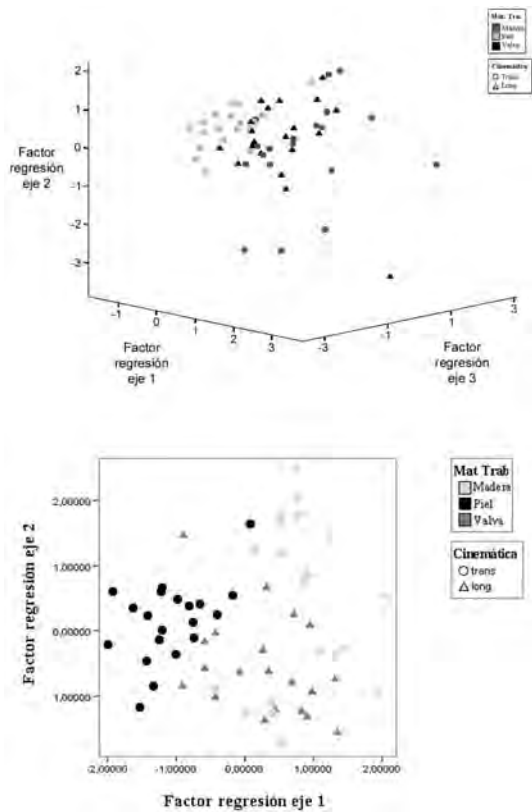 Mat. Tra.
Madera
Piel
Valva
Cinemática
Trans
Long
2
1
0
-1
-2
-3
Factor
regresión
eje 2
-1
0
1
2
3
-3
-1
1
3
Factor
regresión
eje 1
Factor
regresión
eje 3
Mat Trab
Madera
Piel
Valva
Cinemática
trans
long
2,00000
1,00000
0,00000
1,00000
Factor regresión eje 2
-2,00000
-1,00000
-0,00000
1,00000
2,00000
Factor regresión eje 1